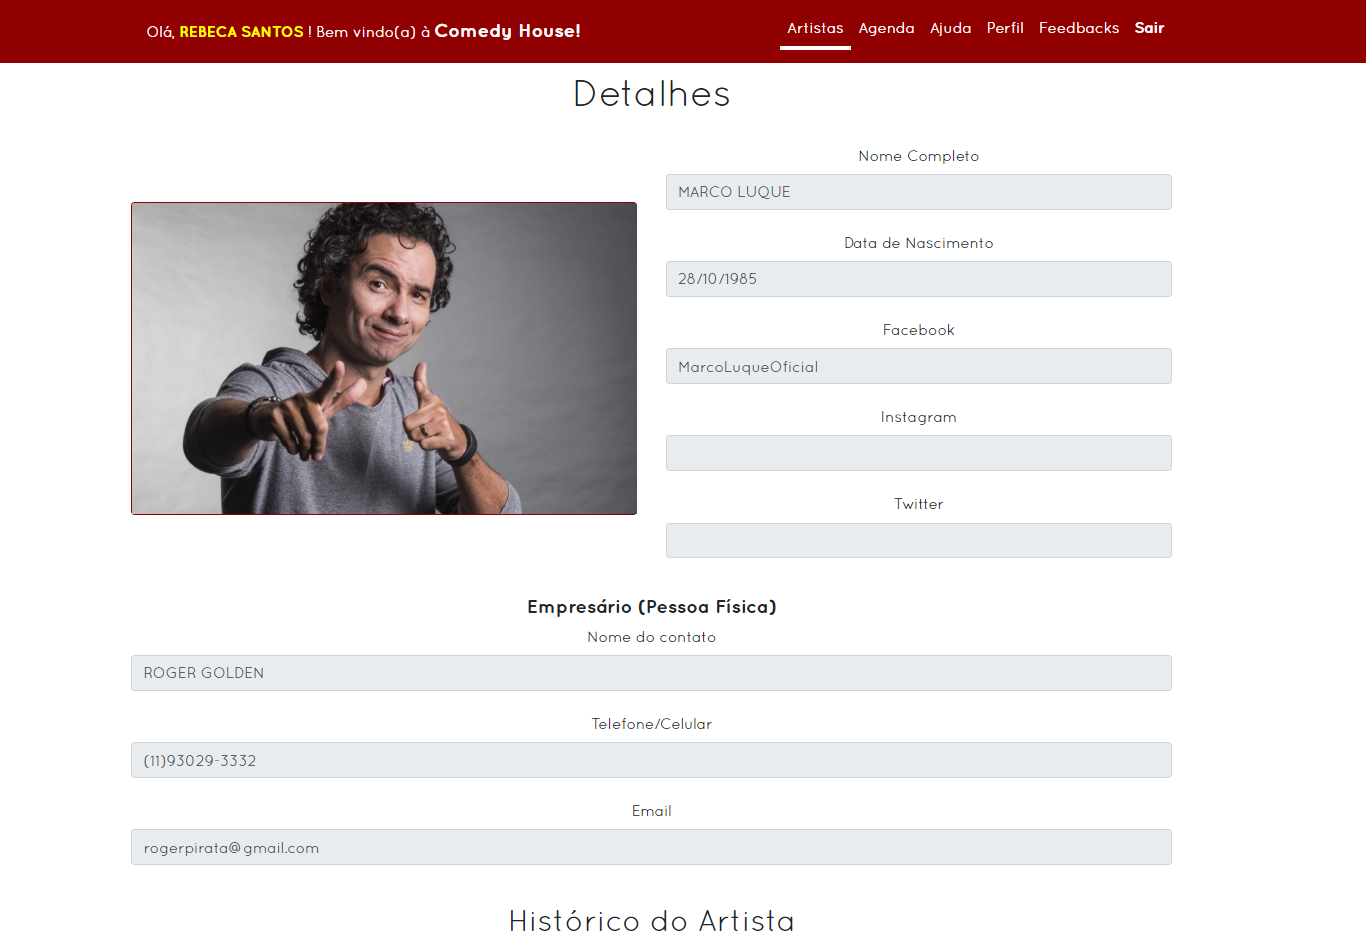 Olá, REBECA SANTOS ! Bem vindo(a) à Comedy House!
Artistas Agenda Ajuda Perfil Feedbacks Sair
Detalhes
Nome Completo
MARCO LUQUE
Data de Nascimento
28/10/1985
Facebook
MarcoLuqueOficial
Instagram
Twitter
Empresário (Pessoa Física)
Nome do contato
ROGER GOLDEN
Telefone/Celular
(11)93029-3332
Email
rogerpirata@gmail.com
Histórico do Artista